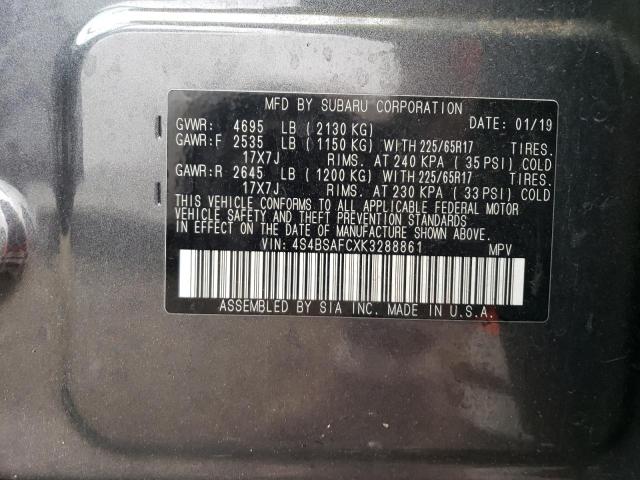 MFD BY SUBARU CORPORATION
GVWR: 4695 LB ( 2130 KG) DATE: 01/19
GAWR:F 2535 LB ( 1150 KG) WITH 225/65R17 TIRES.
17X7J RIMS. AT 240 KPA ( 35 PSI) COLD
GAWR:R 2645 LB ( 1200 KG) WITH 225/65R17 TIRES.
17X7J RIMS. AT 230 KPA ( 33 PSI) COLD
THIS VEHICLE CONFORMS TO ALL APPLICABLE FEDERAL MOTOR
VEHICLE SAFETY AND THEFT PREVENTION STANDARDS
IN EFFECT ON THE DATE OF MANUFACTURE SHOWN ABOVE.
VIN: 4S4BSAFCXK3288861 MPV
ASSEMBLED BY SIA INC. MADE IN U.S.A.